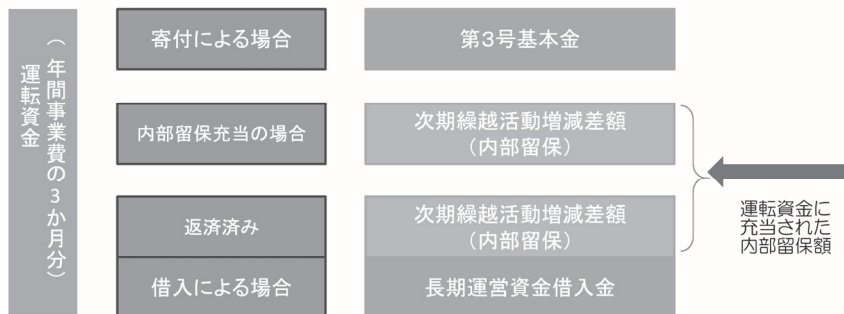 運転資金
（年間事業費の3か月分）
寄付による場合
第3号基本金
内部留保充当の場合
次期繰越活動増減差額
（内部留保）
返済済み
次期繰越活動増減差額
（内部留保）
借入による場合
長期運営資金借入金
運転資金に
充当された
内部留保額